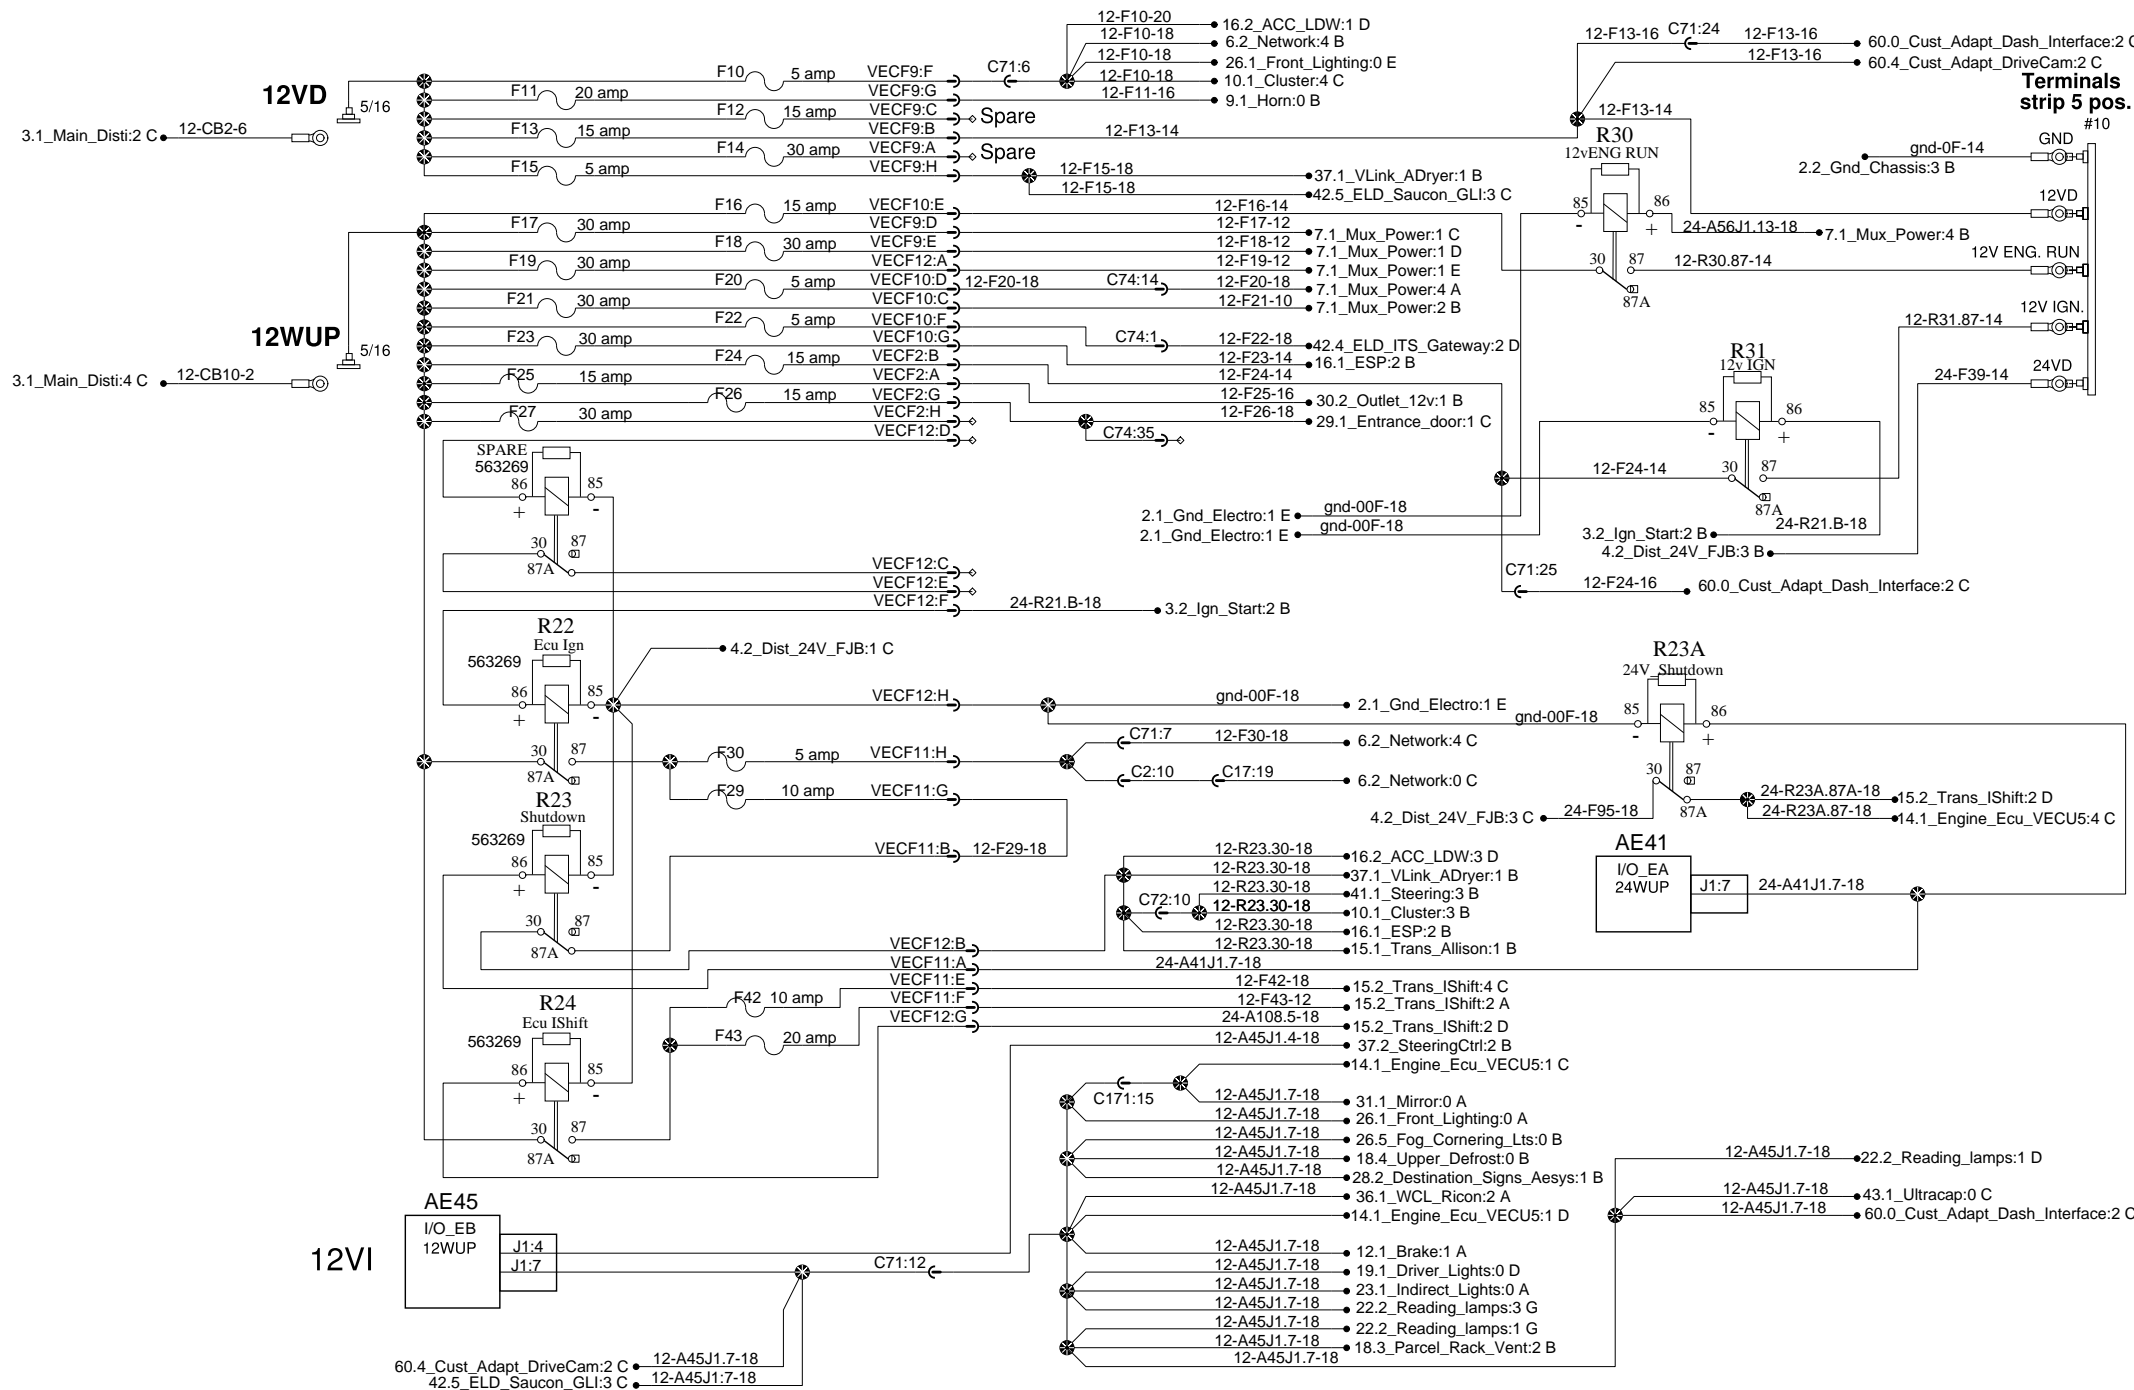 12VD
5/16
3.1_Main_Disti:2 C
12-CB2-6
F10
5 amp
VECF9:F
C71:6
12-F10-20
16.2_ACC_LDW:1 D
12-F10-18
6.2_Network:4 B
12-F10-18
26.1_Front_Lighting:0 E
12-F10-18
10.1_Cluster:4 C
F11
20 amp
VECF9:G
12-F11-16
9.1_Horn:0 B
F12
15 amp
VECF9:C
Spare
F13
15 amp
VECF9:B
12-F13-14
F14
30 amp
VECF9:A
Spare
F15
5 amp
VECF9:H
12-F15-18
37.1_VLink_ADryer:1 B
12-F15-18
42.5_ELD_Saucon_GLI:3 C
12-F13-16
C71:24
12-F13-16
60.0_Cust_Adapt_Dash_Interface:2 C
12-F13-16
60.4_Cust_Adapt_DriveCam:2 C
Terminals
strip 5 pos.
#10
12-F13-14
R30
12vENG RUN
85
86
-
+
30
87
87A
gnd-0F-14
2.2_Gnd_Chassis:3 B
GND
12VD
24-A56J1.13-18
7.1_Mux_Power:4 B
12-R30.87-14
12V ENG. RUN
12-R31.87-14
12V IGN.
24-F39-14
24VD
12WUP
5/16
3.1_Main_Disti:4 C
12-CB10-2
F16
15 amp
VECF10:E
12-F16-14
F17
30 amp
VECF9:D
12-F17-12
7.1_Mux_Power:1 C
F18
30 amp
VECF9:E
12-F18-12
7.1_Mux_Power:1 D
F19
30 amp
VECF12:A
12-F19-12
7.1_Mux_Power:1 E
F20
5 amp
VECF10:D
12-F20-18
C74:14
12-F20-18
7.1_Mux_Power:4 A
F21
30 amp
VECF10:C
12-F21-10
7.1_Mux_Power:2 B
F22
5 amp
VECF10:F
C74:1
12-F22-18
42.4_ELD_ITS_Gateway:2 D
F23
30 amp
VECF10:G
12-F23-14
16.1_ESP:2 B
F24
15 amp
VECF2:B
12-F24-14
F25
15 amp
VECF2:A
12-F25-16
30.2_Outlet_12v:1 B
F26
15 amp
VECF2:G
12-F26-18
29.1_Entrance_door:1 C
F27
30 amp
VECF2:H
VECF12:D
C74:35
R31
12v IGN
85
86
-
+
12-F24-14
30
87
87A
24-R21.B-18
3.2_Ign_Start:2 B
4.2_Dist_24V_FJB:3 B
2.1_Gnd_Electro:1 E
gnd-00F-18
2.1_Gnd_Electro:1 E
gnd-00F-18
C71:25
12-F24-16
60.0_Cust_Adapt_Dash_Interface:2 C
SPARE
563269
86
85
+
-
30
87
87A
VECF12:C
VECF12:E
VECF12:F
24-R21.B-18
3.2_Ign_Start:2 B
R22
Ecu Ign
563269
86
85
+
-
30
87
87A
4.2_Dist_24V_FJB:1 C
VECF12:H
gnd-00F-18
2.1_Gnd_Electro:1 E
gnd-00F-18
F30
5 amp
VECF11:H
C71:7
12-F30-18
6.2_Network:4 C
C2:10
C17:19
6.2_Network:0 C
F29
10 amp
VECF11:G
VECF11:B
12-F29-18
R23A
24V_Shutdown
85
86
-
+
30
87
87A
4.2_Dist_24V_FJB:3 C
24-F95-18
24-R23A.87A-18
15.2_Trans_IShift:2 D
24-R23A.87-18
14.1_Engine_Ecu_VECU5:4 C
AE41
I/O_EA
24WUP
J1:7
24-A41J1.7-18
R23
Shutdown
563269
86
85
+
-
30
87
87A
12-R23.30-18
16.2_ACC_LDW:3 D
12-R23.30-18
37.1_VLink_ADryer:1 B
12-R23.30-18
41.1_Steering:3 B
C72:10
12-R23.30-18
10.1_Cluster:3 B
12-R23.30-18
16.1_ESP:2 B
12-R23.30-18
15.1_Trans_Allison:1 B
VECF12:B
VECF11:A
24-A41J1.7-18
VECF11:E
12-F42-18
15.2_Trans_IShift:4 C
VECF11:F
12-F43-12
15.2_Trans_IShift:2 A
VECF12:G
24-A108.5-18
15.2_Trans_IShift:2 D
12-A45J1.4-18
37.2_SteeringCtrl:2 B
R24
Ecu IShift
563269
86
85
+
-
30
87
87A
F42
10 amp
F43
20 amp
14.1_Engine_Ecu_VECU5:1 C
C171:15
12-A45J1.7-18
31.1_Mirror:0 A
12-A45J1.7-18
26.1_Front_Lighting:0 A
12-A45J1.7-18
26.5_Fog_Cornering_Lts:0 B
12-A45J1.7-18
18.4_Upper_Defrost:0 B
12-A45J1.7-18
28.2_Destination_Signs_Aesys:1 B
12-A45J1.7-18
36.1_WCL_Ricon:2 A
14.1_Engine_Ecu_VECU5:1 D
12-A45J1.7-18
12.1_Brake:1 A
12-A45J1.7-18
19.1_Driver_Lights:0 D
12-A45J1.7-18
23.1_Indirect_Lights:0 A
12-A45J1.7-18
22.2_Reading_lamps:3 G
12-A45J1.7-18
22.2_Reading_lamps:1 G
12-A45J1.7-18
18.3_Parcel_Rack_Vent:2 B
12-A45J1.7-18
12-A45J1.7-18
22.2_Reading_lamps:1 D
12-A45J1.7-18
43.1_Ultracap:0 C
12-A45J1.7-18
60.0_Cust_Adapt_Dash_Interface:2 C
12VI
AE45
I/O_EB
12WUP
J1:4
J1:7
C71:12
60.4_Cust_Adapt_DriveCam:2 C
12-A45J1.7-18
42.5_ELD_Saucon_GLI:3 C
12-A45J1:7-18